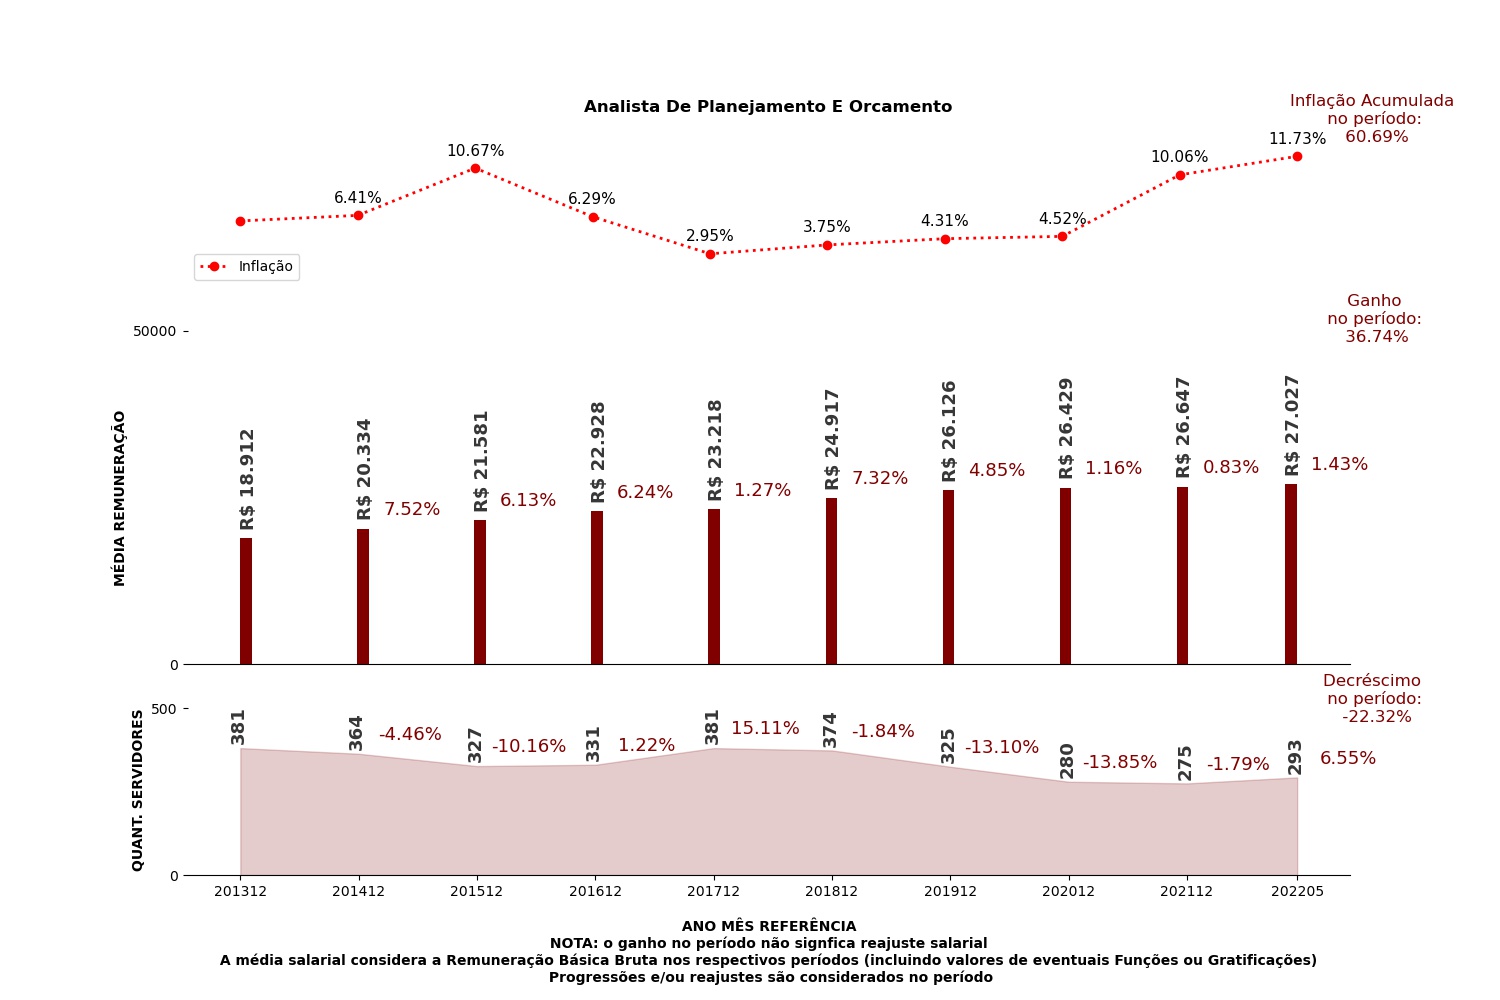 Analista De Planejamento E Orcamento
Inflação Acumulada
no período:
60.69%
6.41%
10.67%
6.29%
2.95%
3.75%
4.31%
4.52%
10.06%
11.73%
Inflação
Ganho
no período:
36.74%
50000
0
MÉDIA REMUNERAÇÃO
R$ 18.912
R$ 20.334
R$ 21.581
R$ 22.928
R$ 23.218
R$ 24.917
R$ 26.126
R$ 26.429
R$ 26.647
R$ 27.027
7.52%
6.13%
6.24%
1.27%
7.32%
4.85%
1.16%
0.83%
1.43%
Decréscimo
no período:
-22.32%
500
0
QUANT. SERVIDORES
381
364
327
331
381
374
325
280
275
293
-4.46%
-10.16%
1.22%
15.11%
-1.84%
-13.10%
-13.85%
-1.79%
6.55%
201312
201412
201512
201612
201712
201812
201912
202012
202112
202205
ANO MÊS REFERÊNCIA
NOTA: o ganho no período não signfica reajuste salarial
A média salarial considera a Remuneração Básica Bruta nos respectivos períodos (incluindo valores de eventuais Funções ou Gratificações)
Progressões e/ou reajustes são considerados no período